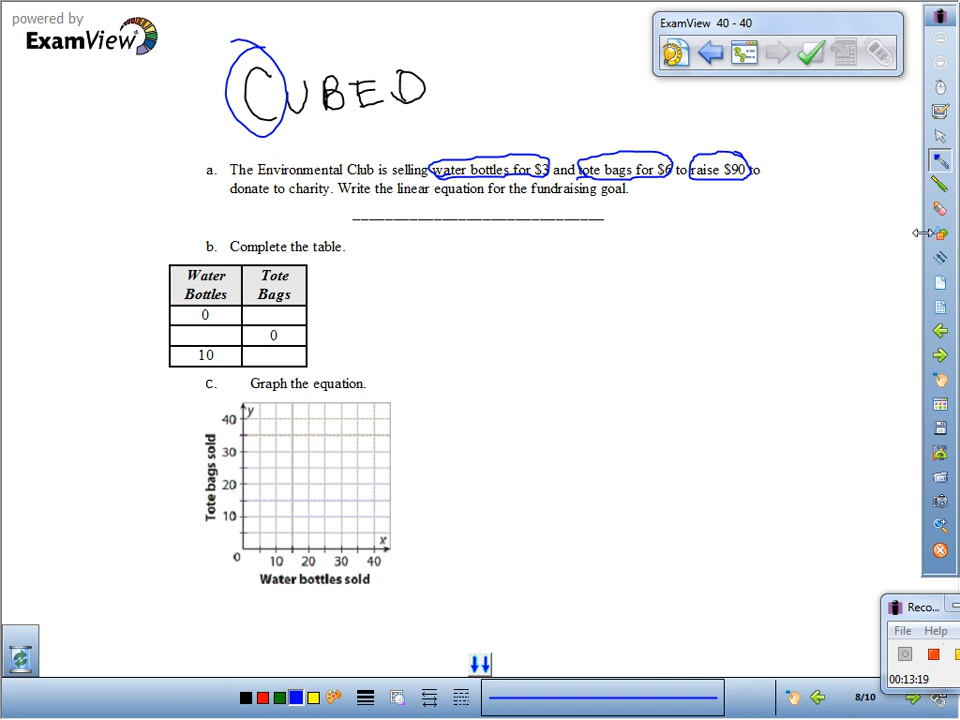 powered by
ExamView
ExamView 40 - 40
CUBED
a. The Environmental Club is selling water bottles for $3 and tote bags for $6 to raise $90 to
donate to charity. Write the linear equation for the fundraising goal.
b. Complete the table.
Water Bottles Tote Bags
0
0
10
C. Graph the equation.
y
40
30
20
10
Tote bags sold
x
0 10 20 30 40
Water bottles sold
Reco...
File Help
00:13:19
8/10